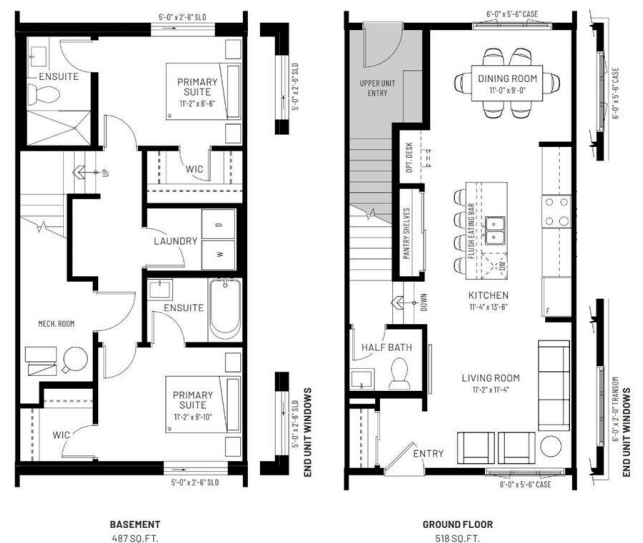 5'-0" x 2'-6" SLD
ENSUITE
PRIMARY
SUITE
11'-2" x 8'-6"
5'-0" x 2'-6" SLD
UP
WIC
LAUNDRY
D
W
ENSUITE
MECH. ROOM
PRIMARY
SUITE
11'-2" x 8'-10"
WIC
5'-0" x 2'-6" SLD
5'-0" x 2'-6" SLD
END UNIT WINDOWS
BASEMENT
487 SQ.FT.
6'-0" x 5'-6" CASE
UPPER UNIT
ENTRY
DINING ROOM
11'-0" x 9'-0"
6'-0" x 5'-6" CASE
OPT. DESK
PANTRY SHELVES
FLUSH EATING BAR
DW
KITCHEN
11'-4" x 13'-6"
F
DOWN
HALF BATH
LIVING ROOM
11'-2" x 11'-4"
ENTRY
6'-0" x 5'-6" CASE
6'-0" x 2'-0" TRANSOM
END UNIT WINDOWS
GROUND FLOOR
518 SQ.FT.